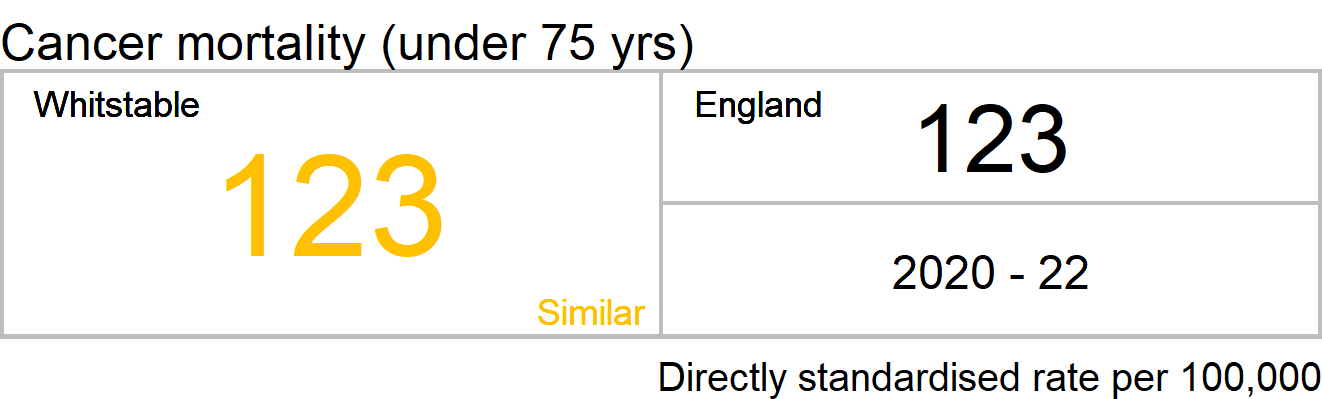 Cancer mortality (under 75 yrs)
Whitstable
123
Similar
England
123
2020 - 22
Directly standardised rate per 100,000